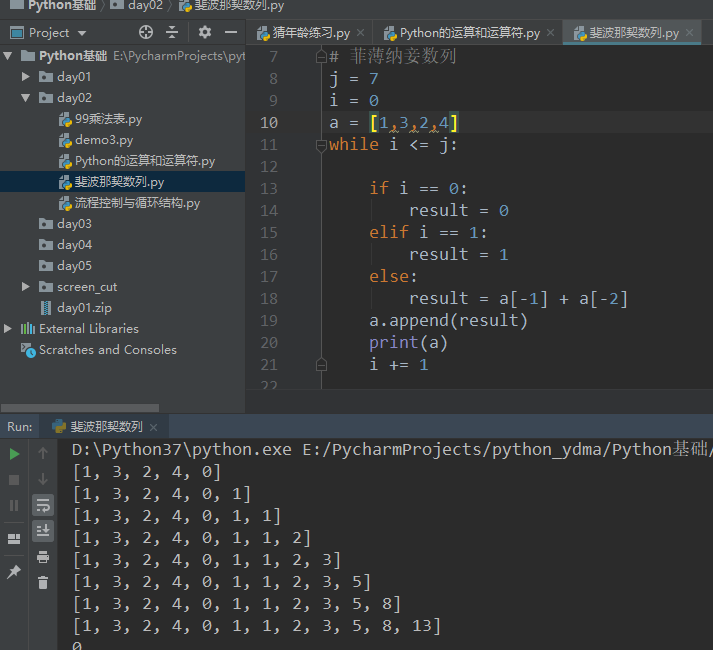 Python基础 day02 斐波那契数列.py
Project
猜年龄练习.py Python的运算和运算符.py 斐波那契数列.py
Python基础 E:\PycharmProjects\pyt
day01
day02
99乘法表.py
demo3.py
Python的运算和运算符.py
斐波那契数列.py
流程控制与循环结构.py
day03
day04
day05
screen_cut
day01.zip
External Libraries
Scratches and Consoles
7 # 菲薄纳妾数列
8 j = 7
9 i = 0
10 a = [1,3,2,4]
11 while i <= j:
12
13 if i == 0:
14 result = 0
15 elif i == 1:
16 result = 1
17 else:
18 result = a[-1] + a[-2]
19 a.append(result)
20 print(a)
21 i += 1
22
Run: 斐波那契数列
D:\Python37\python.exe E:/PycharmProjects/python_ydma/Python基础/
[1, 3, 2, 4, 0]
[1, 3, 2, 4, 0, 1]
[1, 3, 2, 4, 0, 1, 1]
[1, 3, 2, 4, 0, 1, 1, 2]
[1, 3, 2, 4, 0, 1, 1, 2, 3]
[1, 3, 2, 4, 0, 1, 1, 2, 3, 5]
[1, 3, 2, 4, 0, 1, 1, 2, 3, 5, 8]
[1, 3, 2, 4, 0, 1, 1, 2, 3, 5, 8, 13]